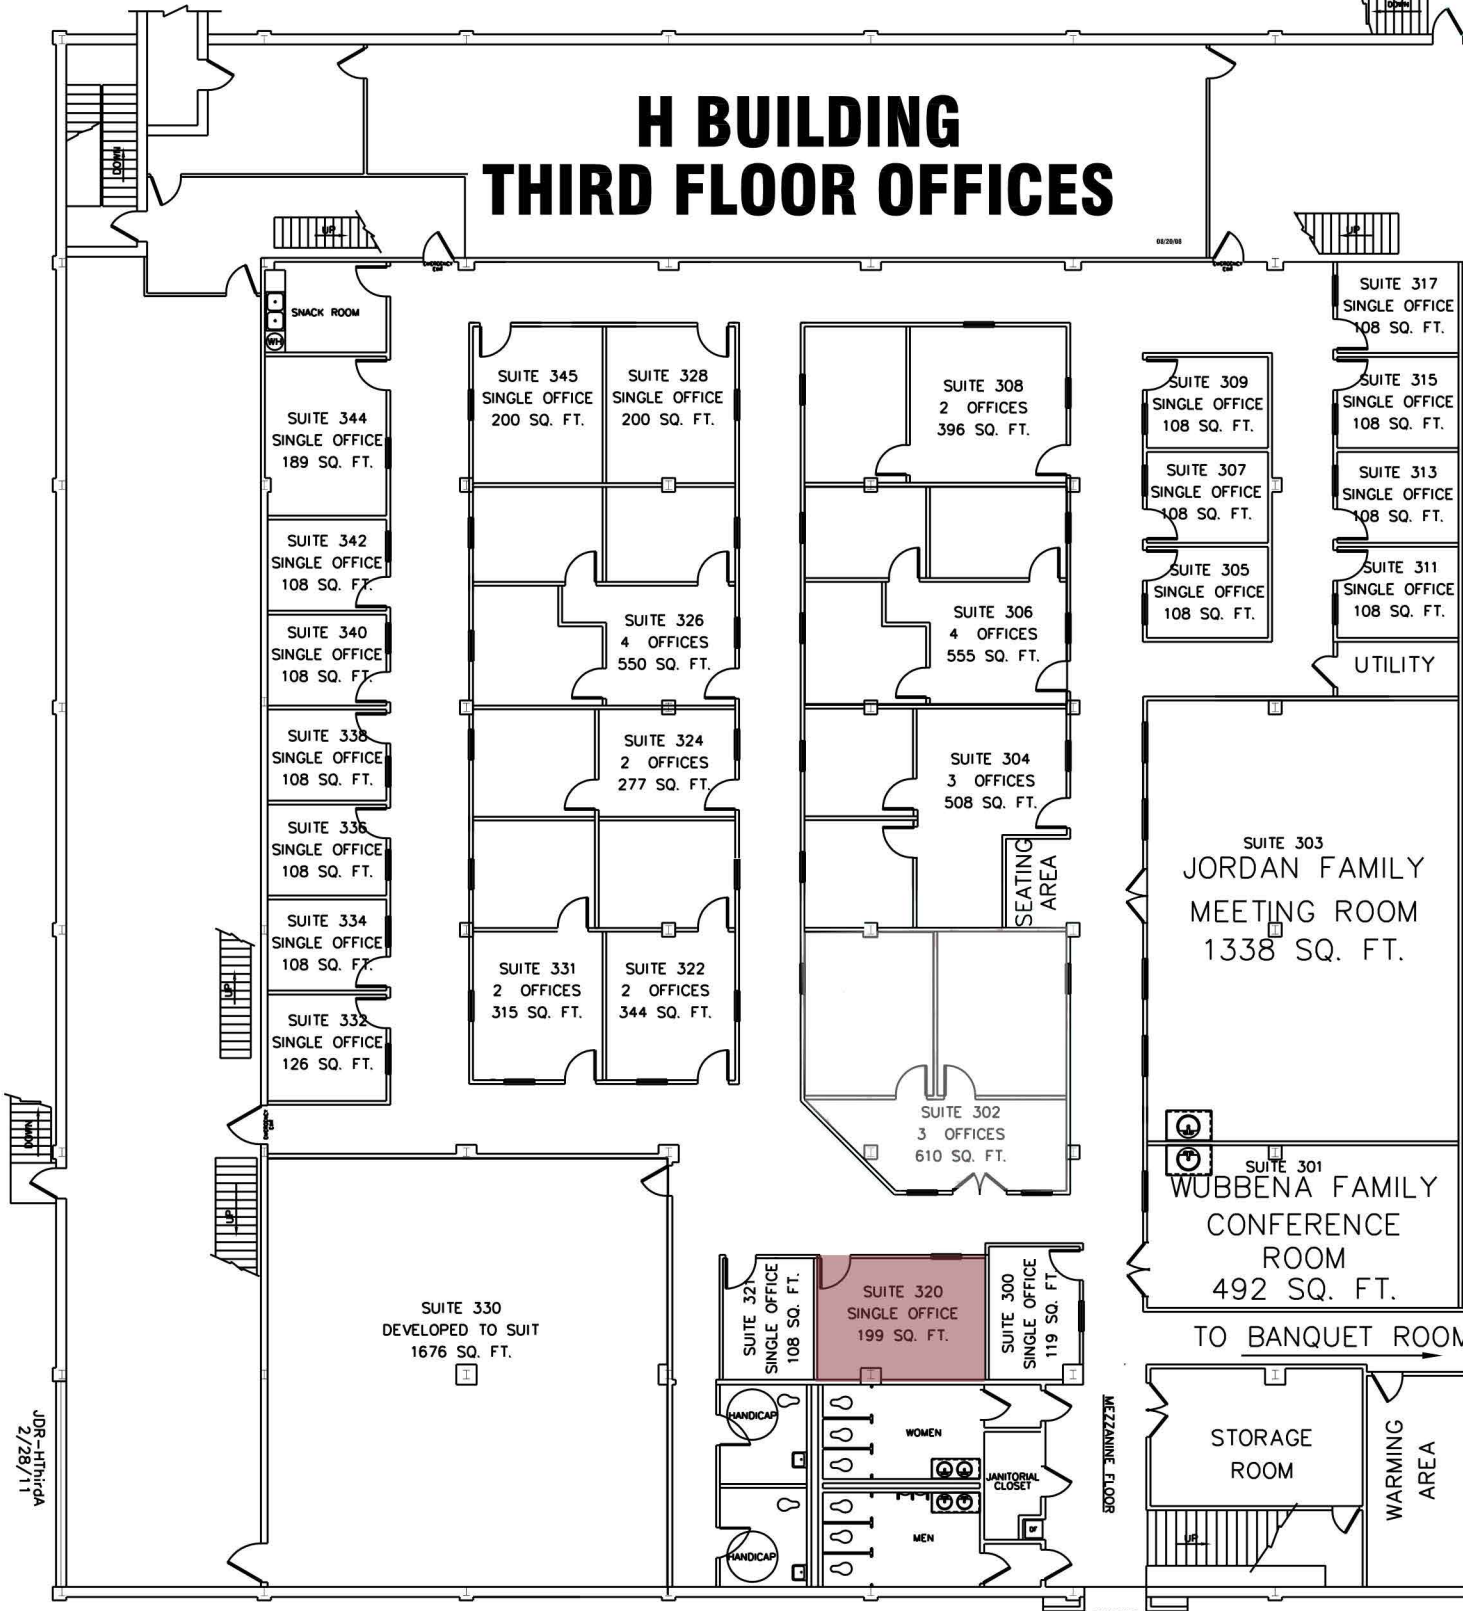 DOWN
H BUILDING
THIRD FLOOR OFFICES
08/20/08
DOWN
UP
UP
EMERGENCY
EXIT
EMERGENCY
EXIT
SNACK ROOM
WH
SUITE 344
SINGLE OFFICE
189 SQ. FT.
SUITE 342
SINGLE OFFICE
108 SQ. FT.
SUITE 340
SINGLE OFFICE
108 SQ. FT.
SUITE 338
SINGLE OFFICE
108 SQ. FT.
SUITE 336
SINGLE OFFICE
108 SQ. FT.
SUITE 334
SINGLE OFFICE
108 SQ. FT.
SUITE 332
SINGLE OFFICE
126 SQ. FT.
UP
EMERGENCY
EXIT
DOWN
UP
SUITE 345
SINGLE OFFICE
200 SQ. FT.
SUITE 328
SINGLE OFFICE
200 SQ. FT.
SUITE 326
4 OFFICES
550 SQ. FT.
SUITE 324
2 OFFICES
277 SQ. FT.
SUITE 331
2 OFFICES
315 SQ. FT.
SUITE 322
2 OFFICES
344 SQ. FT.
SUITE 308
2 OFFICES
396 SQ. FT.
SUITE 306
4 OFFICES
555 SQ. FT.
SUITE 304
3 OFFICES
508 SQ. FT.
SEATING
AREA
SUITE 302
3 OFFICES
610 SQ. FT.
SUITE 309
SINGLE OFFICE
108 SQ. FT.
SUITE 307
SINGLE OFFICE
108 SQ. FT.
SUITE 305
SINGLE OFFICE
108 SQ. FT.
SUITE 317
SINGLE OFFICE
108 SQ. FT.
SUITE 315
SINGLE OFFICE
108 SQ. FT.
SUITE 313
SINGLE OFFICE
108 SQ. FT.
SUITE 311
SINGLE OFFICE
108 SQ. FT.
UTILITY
SUITE 303
JORDAN FAMILY
MEETING ROOM
1338 SQ. FT.
SUITE 301
WUBBENA FAMILY
CONFERENCE
ROOM
492 SQ. FT.
TO BANQUET ROOM
SUITE 330
DEVELOPED TO SUIT
1676 SQ. FT.
SUITE 321
SINGLE OFFICE
108 SQ. FT.
SUITE 320
SINGLE OFFICE
199 SQ. FT.
SUITE 300
SINGLE OFFICE
119 SQ. FT.
HANDICAP
WOMEN
JANITORIAL
CLOSET
DF
HANDICAP
MEN
MEZZANINE FLOOR
STORAGE
ROOM
UP
WARMING
AREA
JDR-HThirdA
2/28/11